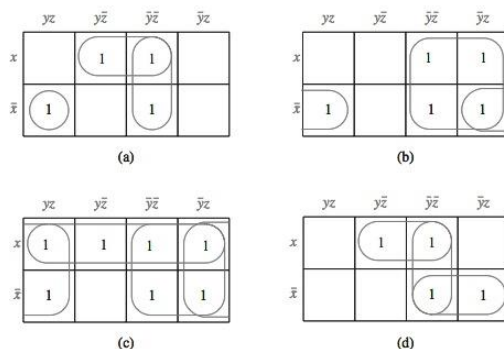 yz yz̄ ȳz̄ ȳz
x 1 1
x̄ 1 1
(a)
yz yz̄ ȳz̄ ȳz
1 1
1 1 1
(b)
yz yz̄ ȳz̄ ȳz
x 1 1 1 1
x̄ 1 1 1
(c)
yz yz̄ ȳz̄ ȳz
x 1 1
x̄ 1 1
(d)